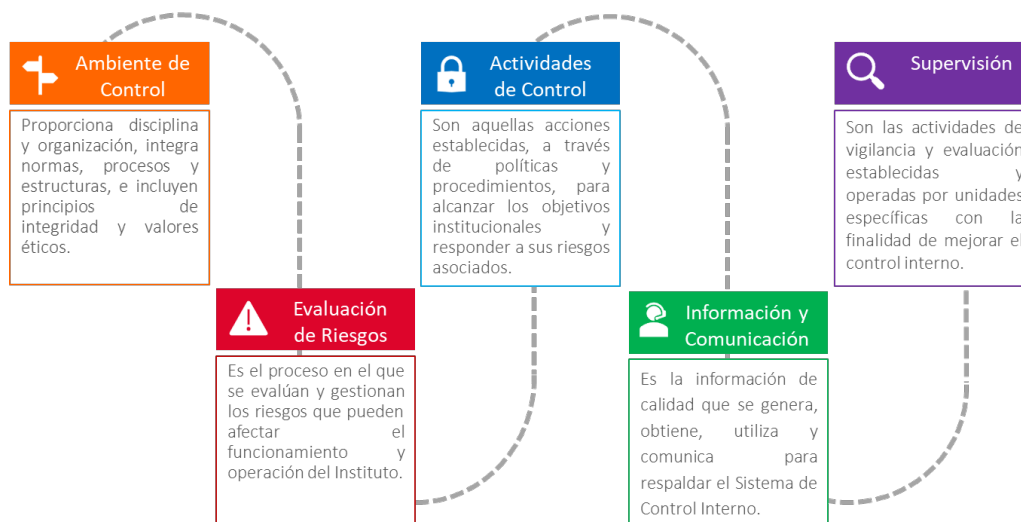 Ambiente de
Control
Proporciona disciplina
y organización, integra
normas, procesos y
estructuras, e incluyen
principios de
integridad y valores
éticos.
Evaluación
de Riesgos
Es el proceso en el que
se evalúan y gestionan
los riesgos que pueden
afectar el
funcionamiento y
operación del Instituto.
Actividades
de Control
Son aquellas acciones
establecidas, a través
de políticas y
procedimientos, para
alcanzar los objetivos
institucionales y
responder a sus riesgos
asociados.
Información y
Comunicación
Es la información de
calidad que se genera,
obtiene, utiliza y
comunica para
respaldar el Sistema de
Control Interno.
Supervisión
Son las actividades de
vigilancia y evaluación
establecidas y
operadas por unidades
específicas con la
finalidad de mejorar el
control interno.